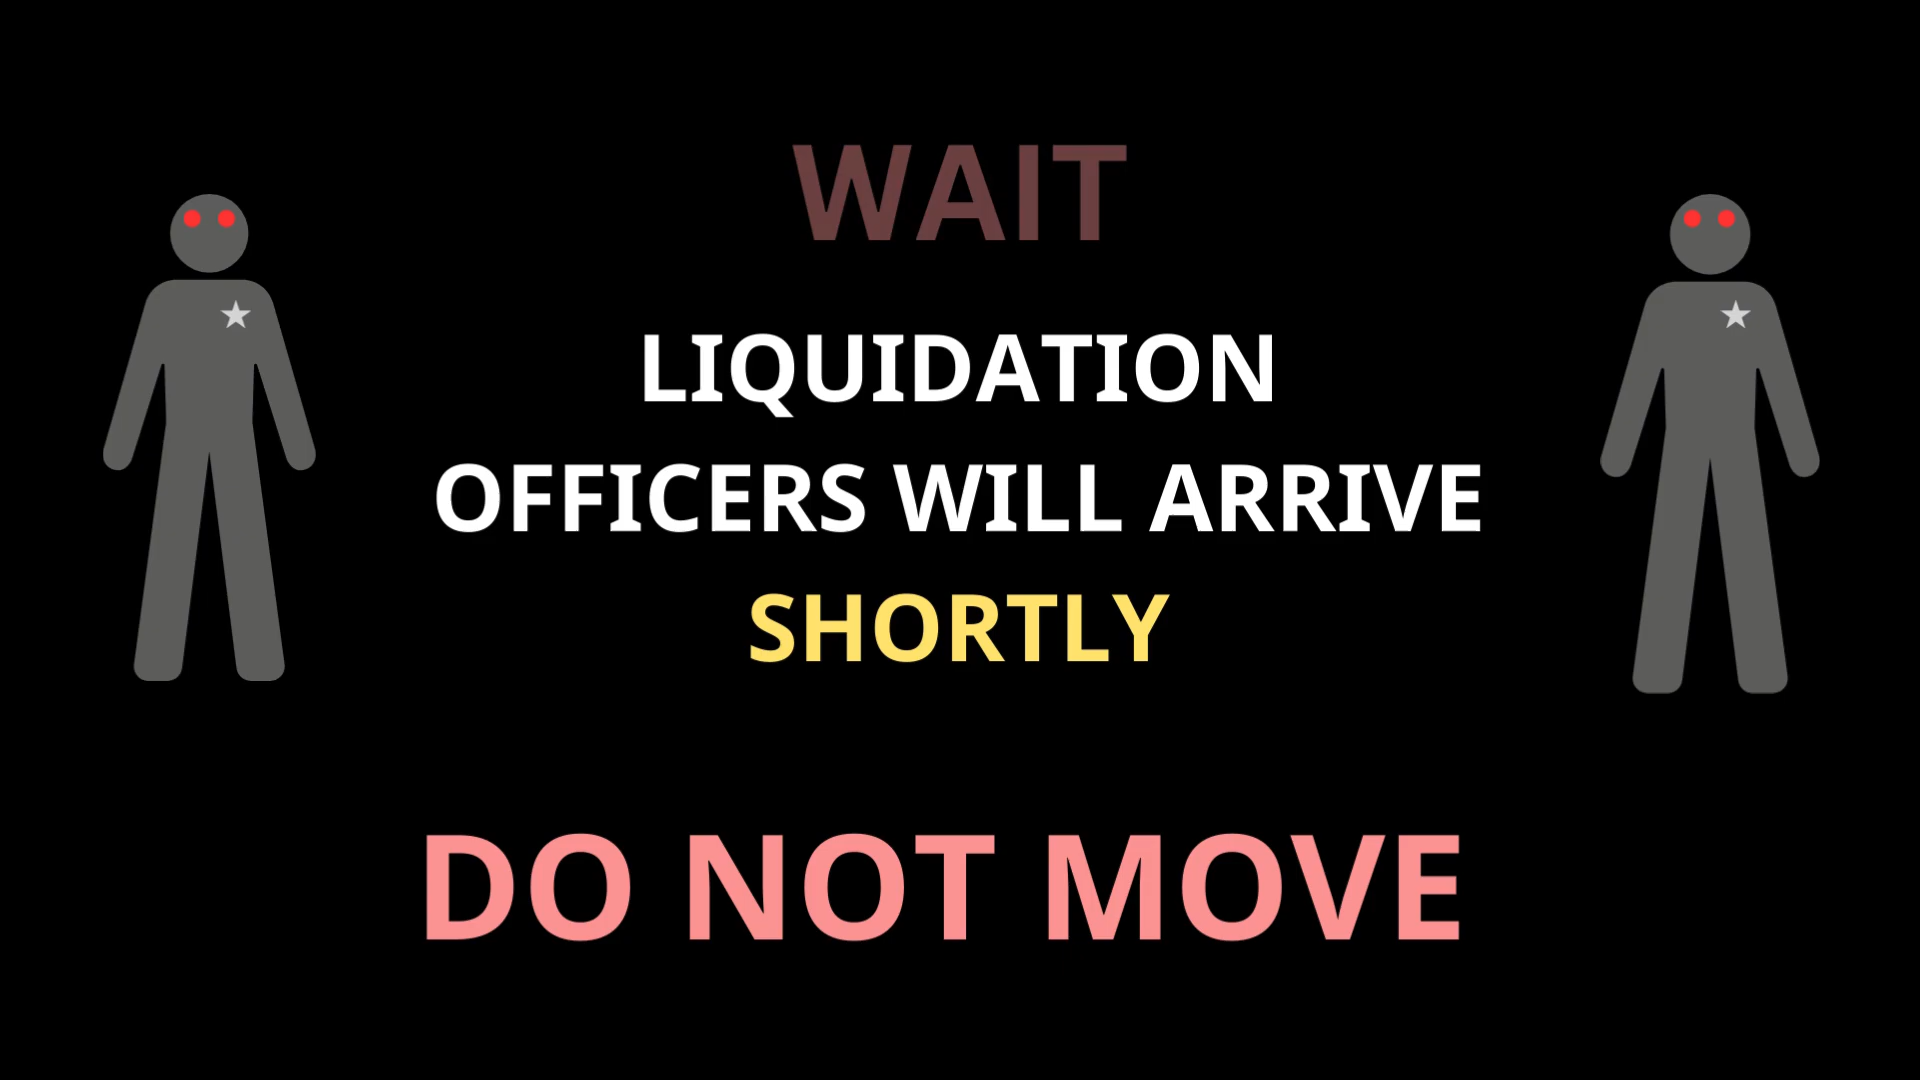 WAIT
LIQUIDATION
OFFICERS WILL ARRIVE
SHORTLY
DO NOT MOVE